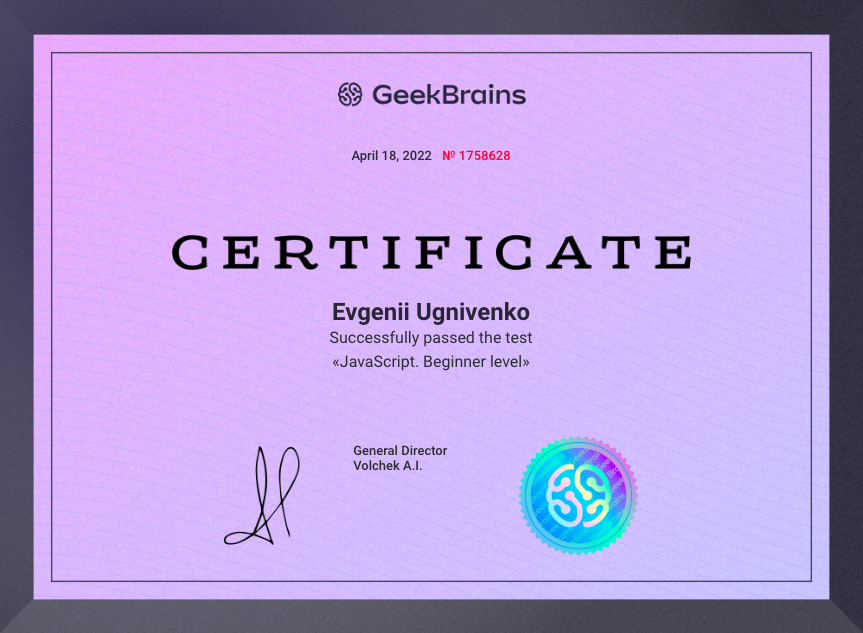 GeekBrains
April 18, 2022 № 1758628
CERTIFICATE
Evgenii Ugnivenko
Successfully passed the test
«JavaScript. Beginner level»
General Director
Volchek A.I.